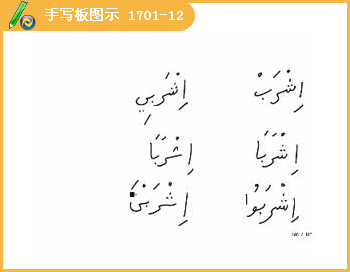 手写板图示 1701-12
اِشْرَبْ اِشْرَبِي
اِشْرَبَا اِشْرَبَا
اِشْرَبُوا اِشْرَبْنَ